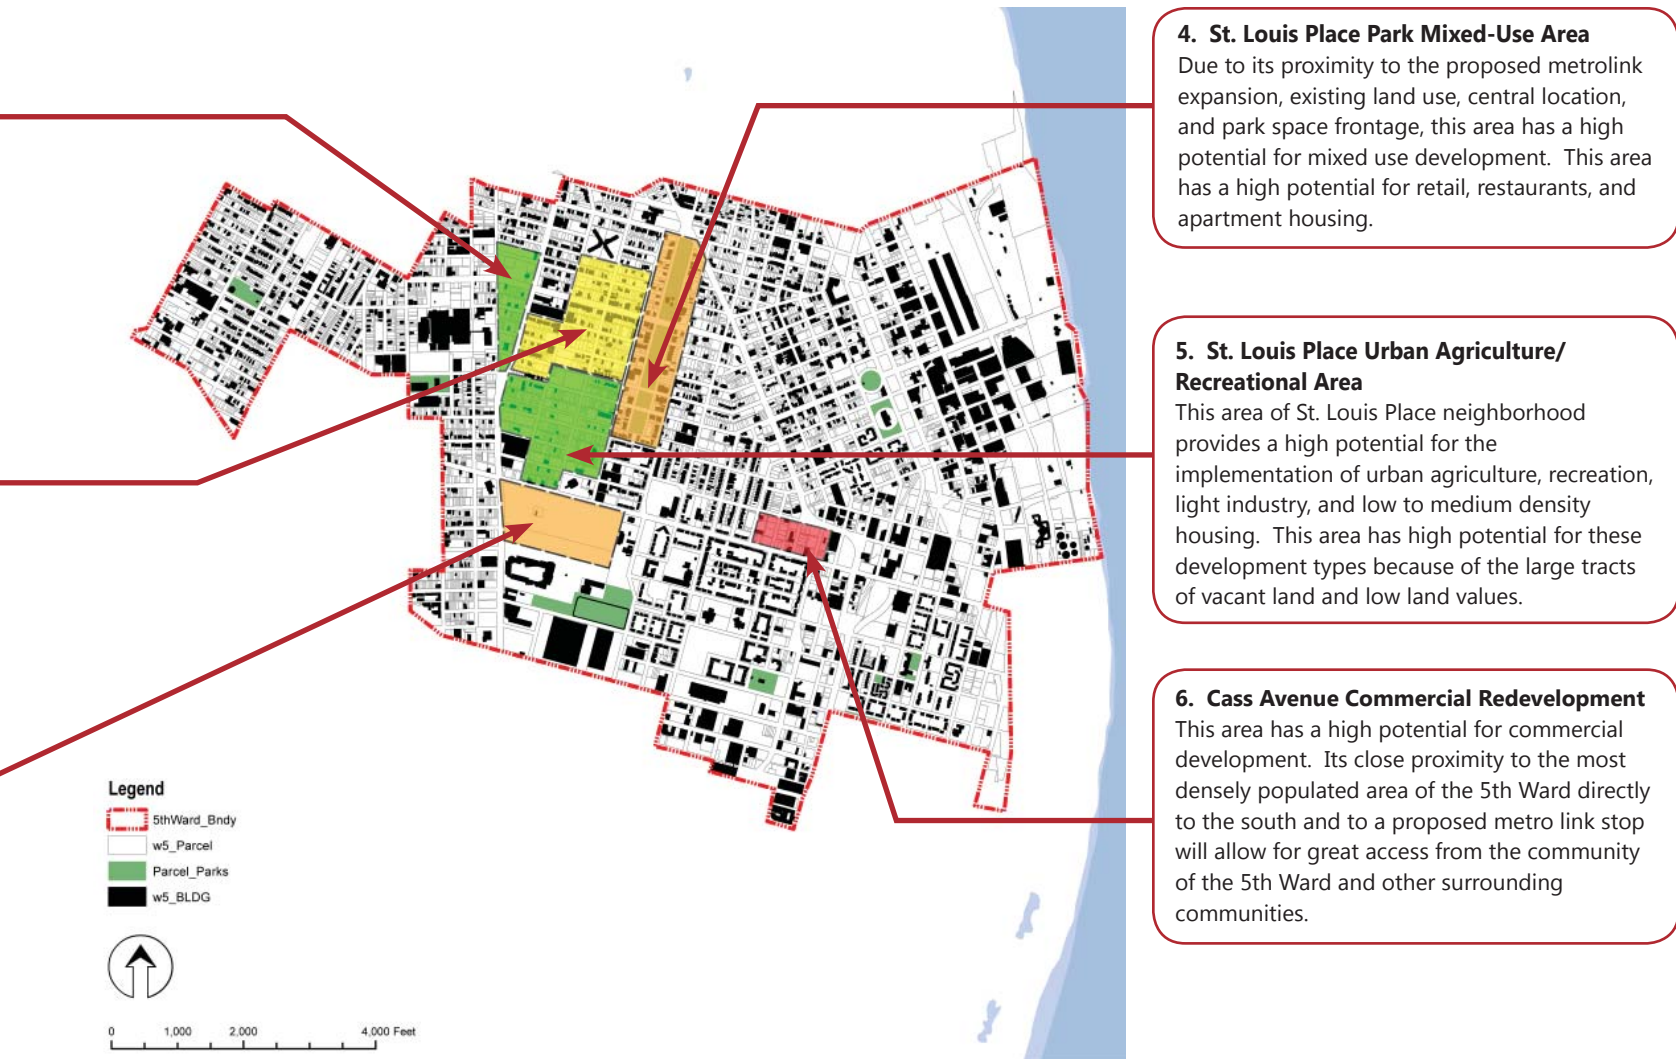 4. St. Louis Place Park Mixed-Use Area
Due to its proximity to the proposed metrolink
expansion, existing land use, central location,
and park space frontage, this area has a high
potential for mixed use development. This area
has a high potential for retail, restaurants, and
apartment housing.
5. St. Louis Place Urban Agriculture/
Recreational Area
This area of St. Louis Place neighborhood
provides a high potential for the
implementation of urban agriculture, recreation,
light industry, and low to medium density
housing. This area has high potential for these
development types because of the large tracts
of vacant land and low land values.
6. Cass Avenue Commercial Redevelopment
This area has a high potential for commercial
development. Its close proximity to the most
densely populated area of the 5th Ward directly
to the south and to a proposed metro link stop
will allow for great access from the community
of the 5th Ward and other surrounding
communities.
Legend
5thWard_Bndy
w5_Parcel
Parcel_Parks
w5_BLDG
0 1,000 2,000 4,000 Feet